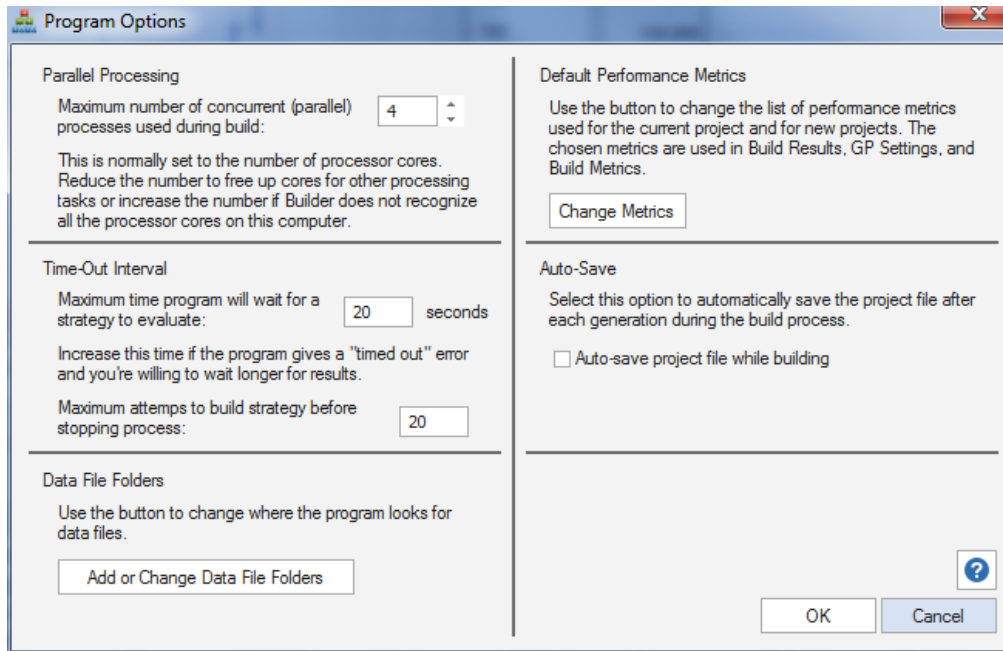 Program Options
Parallel Processing
Maximum number of concurrent (parallel)
processes used during build:
4
This is normally set to the number of processor cores.
Reduce the number to free up cores for other processing
tasks or increase the number if Builder does not recognize
all the processor cores on this computer.
Time-Out Interval
Maximum time program will wait for a
strategy to evaluate:
20 seconds
Increase this time if the program gives a "timed out" error
and you're willing to wait longer for results.
Maximum attemps to build strategy before
stopping process:
20
Data File Folders
Use the button to change where the program looks for
data files.
Add or Change Data File Folders
Default Performance Metrics
Use the button to change the list of performance metrics
used for the current project and for new projects. The
chosen metrics are used in Build Results, GP Settings, and
Build Metrics.
Change Metrics
Auto-Save
Select this option to automatically save the project file after
each generation during the build process.
Auto-save project file while building
?
OK
Cancel